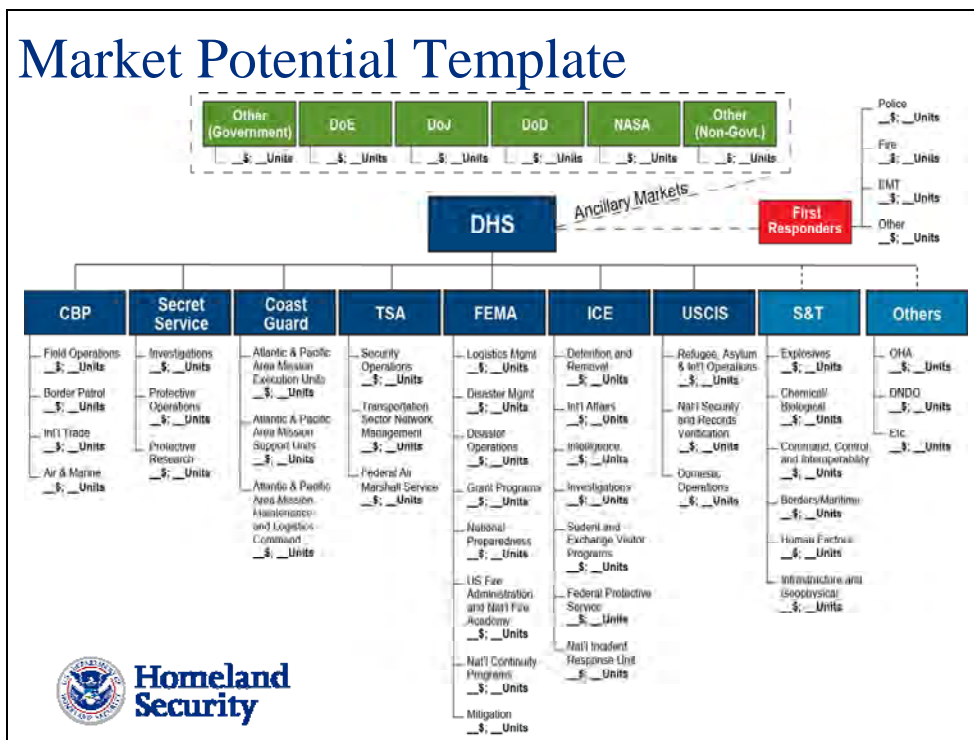 Market Potential Template
Other
(Government)
__$; __Units
DoE
__$; __Units
DoJ
__$; __Units
DoD
__$; __Units
NASA
__$; __Units
Other
(Non-Govt.)
__$; __Units
Ancillary Markets
DHS
First
Responders
Police
__$; __Units
Fire
__$; __Units
EMT
__$; __Units
Other
__$; __Units
CBP
Field Operations
__$; __Units
Border Patrol
__$; __Units
Int'l Trade
__$; __Units
Air & Marine
__$; __Units
Secret
Service
Investigations
__$; __Units
Protective
Operations
__$; __Units
Protective
Research
__$; __Units
Coast
Guard
Atlantic & Pacific
Area Mission
Execution Units
__$; __Units
Atlantic & Pacific
Area Mission
Support Units
__$; __Units
Atlantic & Pacific
Area Mission
Maintenance
and Logistics
Command
__$; __Units
TSA
Security
Operations
__$; __Units
Transportation
Sector Network
Management
__$; __Units
Federal Air
Marshall Service
__$; __Units
FEMA
Logistics Mgmt
__$; __Units
Disaster Mgmt
__$; __Units
Disaster
Operations
__$; __Units
Grant Programs
__$; __Units
National
Preparedness
__$; __Units
US Fire
Administration
and Nat'l Fire
Academy
__$; __Units
Nat'l Continuity
Programs
__$; __Units
Mitigation
__$; __Units
ICE
Detention and
Removal
__$; __Units
Int'l Affairs
__$; __Units
Intelligence
__$; __Units
Investigations
__$; __Units
Sudent and
Exchange Visitor
Programs
__$; __Units
Federal Protective
Service
__$; __Units
Nat'l Incident
Response Unit
__$; __Units
USCIS
Refugee, Asylum
& Int'l Operations
__$; __Units
Nat'l Security
and Records
Verification
__$; __Units
Domestic
Operations
__$; __Units
S&T
Explosives
__$; __Units
Chemical/
Biological
__$; __Units
Command, Control
and Interoperability
__$; __Units
Borders/Maritime
__$; __Units
Human Factors
__$; __Units
Infrastructure and
Geophysical
__$; __Units
Others
OHA
__$; __Units
DNDO
__$; __Units
Etc
__$; __Units
Homeland
Security